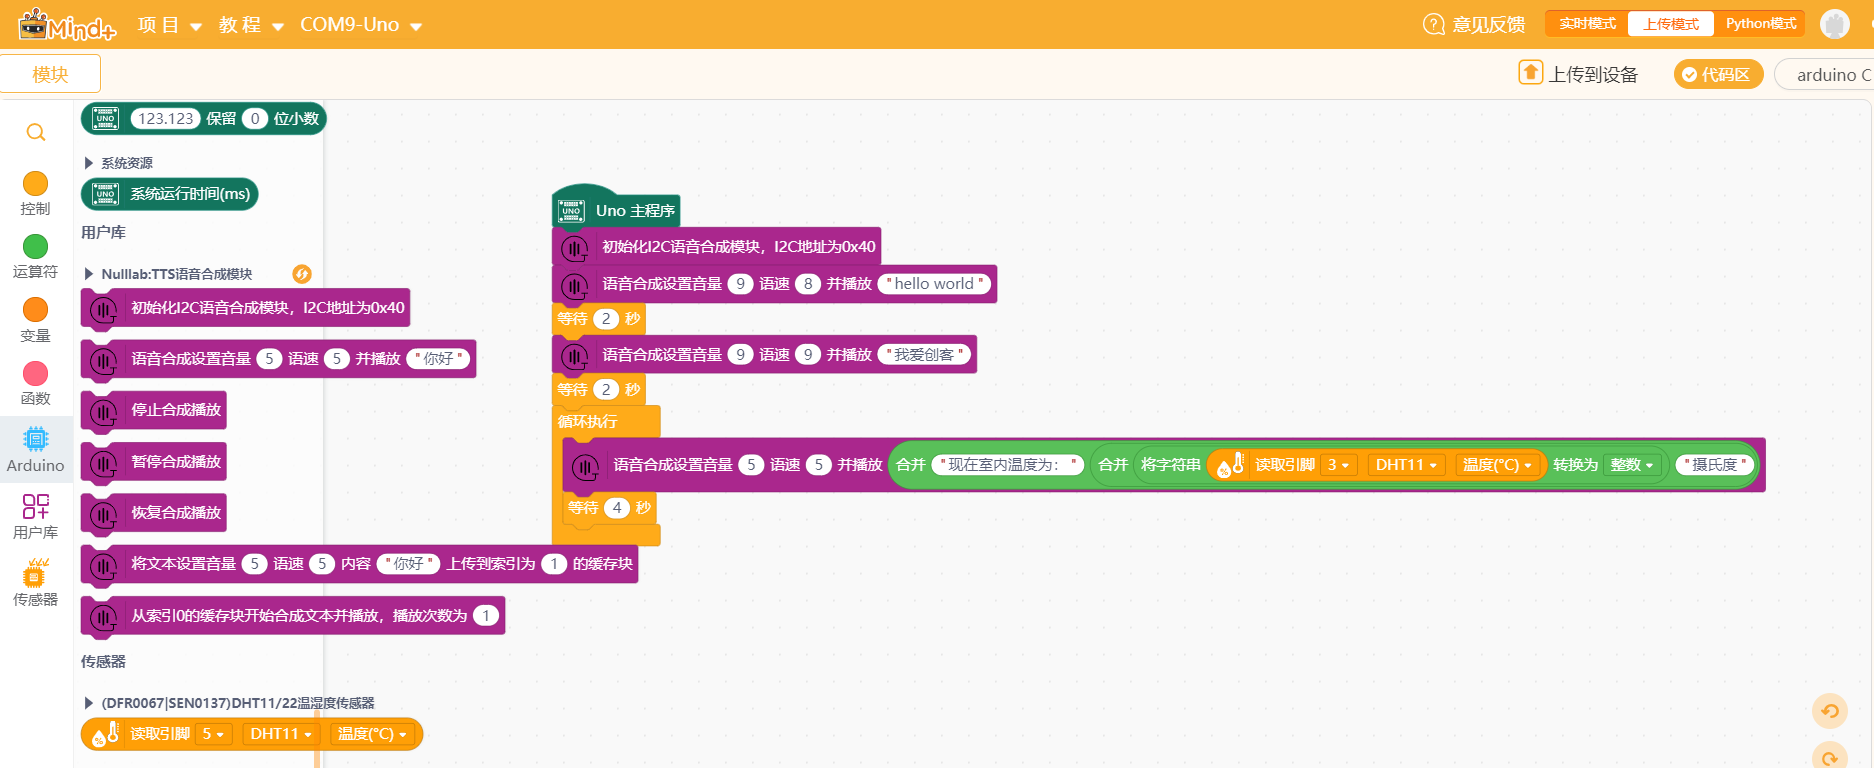 Mind+ 项目 教程 COM9-Uno 意见反馈 实时模式 上传模式 Python模式
模块 上传到设备 代码区 arduino C
UNO 123.123 保留 0 位小数
系统资源
UNO 系统运行时间(ms)
用户库
Nulllab:TTS语音合成模块
初始化I2C语音合成模块，I2C地址为0x40
语音合成设置音量 5 语速 5 并播放 "你好"
停止合成播放
暂停合成播放
恢复合成播放
将文本设置音量 5 语速 5 内容 "你好" 上传到索引为 1 的缓存块
从索引0的缓存块开始合成文本并播放，播放次数为 1
传感器
(DFR0067|SEN0137)DHT11/22温湿度传感器
读取引脚 5 DHT11 温度(°C)
控制
运算符
变量
函数
Arduino
用户库
传感器
UNO Uno 主程序
初始化I2C语音合成模块，I2C地址为0x40
语音合成设置音量 9 语速 8 并播放 "hello world"
等待 2 秒
语音合成设置音量 9 语速 9 并播放 "我爱创客"
等待 2 秒
循环执行
语音合成设置音量 5 语速 5 并播放 合并 "现在室内温度为：" 合并 将字符串 读取引脚 3 DHT11 温度(°C) 转换为 整数 "摄氏度"
等待 4 秒